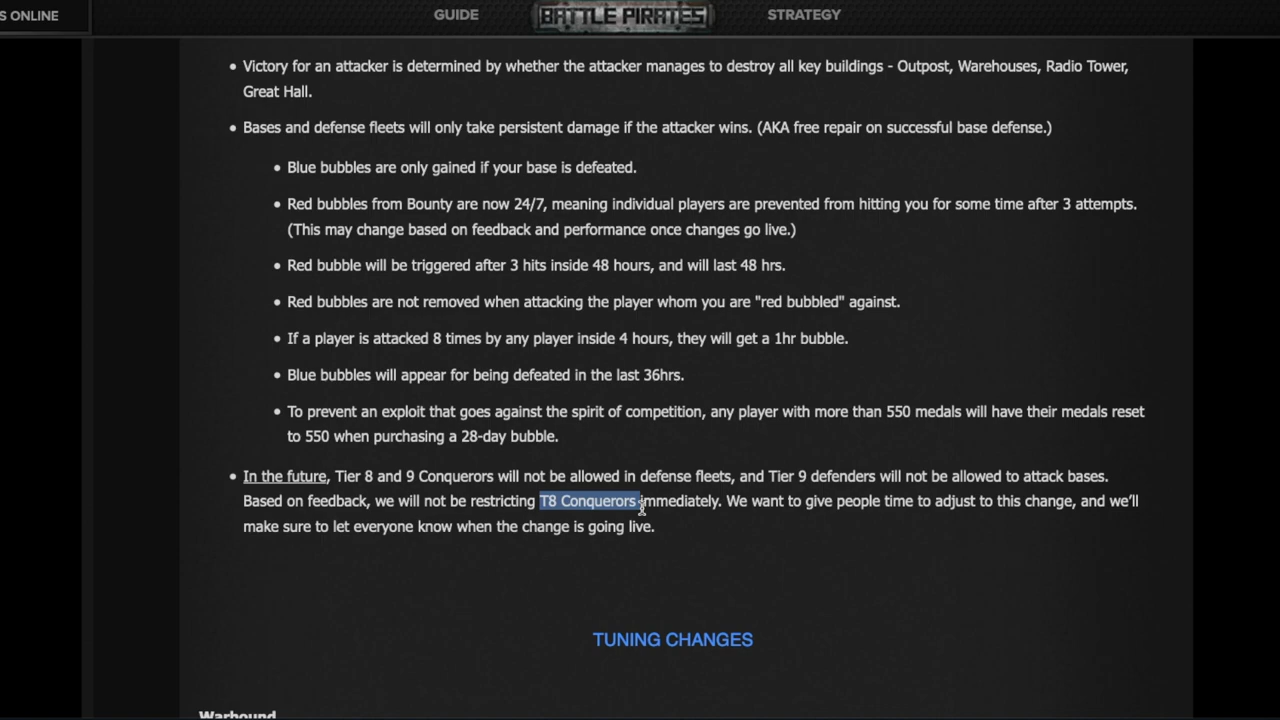 S ONLINE
GUIDE
BATTLE PIRATES
STRATEGY
• Victory for an attacker is determined by whether the attacker manages to destroy all key buildings - Outpost, Warehouses, Radio Tower,
Great Hall.
• Bases and defense fleets will only take persistent damage if the attacker wins. (AKA free repair on successful base defense.)
• Blue bubbles are only gained if your base is defeated.
• Red bubbles from Bounty are now 24/7, meaning individual players are prevented from hitting you for some time after 3 attempts.
(This may change based on feedback and performance once changes go live.)
• Red bubble will be triggered after 3 hits inside 48 hours, and will last 48 hrs.
• Red bubbles are not removed when attacking the player whom you are "red bubbled" against.
• If a player is attacked 8 times by any player inside 4 hours, they will get a 1hr bubble.
• Blue bubbles will appear for being defeated in the last 36hrs.
• To prevent an exploit that goes against the spirit of competition, any player with more than 550 medals will have their medals reset
to 550 when purchasing a 28-day bubble.
• In the future, Tier 8 and 9 Conquerors will not be allowed in defense fleets, and Tier 9 defenders will not be allowed to attack bases.
Based on feedback, we will not be restricting T8 Conquerors immediately. We want to give people time to adjust to this change, and we'll
make sure to let everyone know when the change is going live.
TUNING CHANGES
Warhound